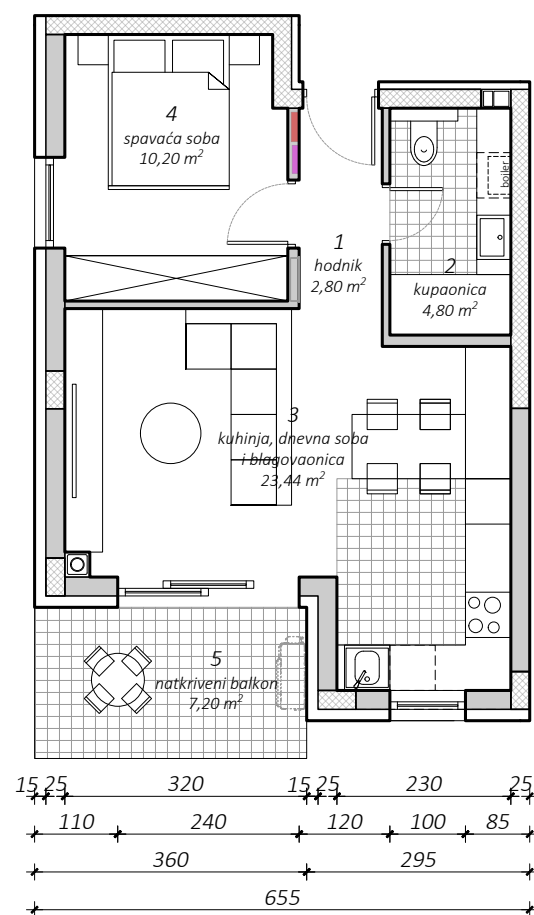 4
spavaća soba
10,20 m²
boiler
1
hodnik
2,80 m²
2
kupaonica
4,80 m²
3
kuhinja, dnevna soba
i blagovaonica
23,44 m²
5
natkriveni balkon
7,20 m²
15 25 320 15 25 230 25
110 240 120 100 85
360 295
655